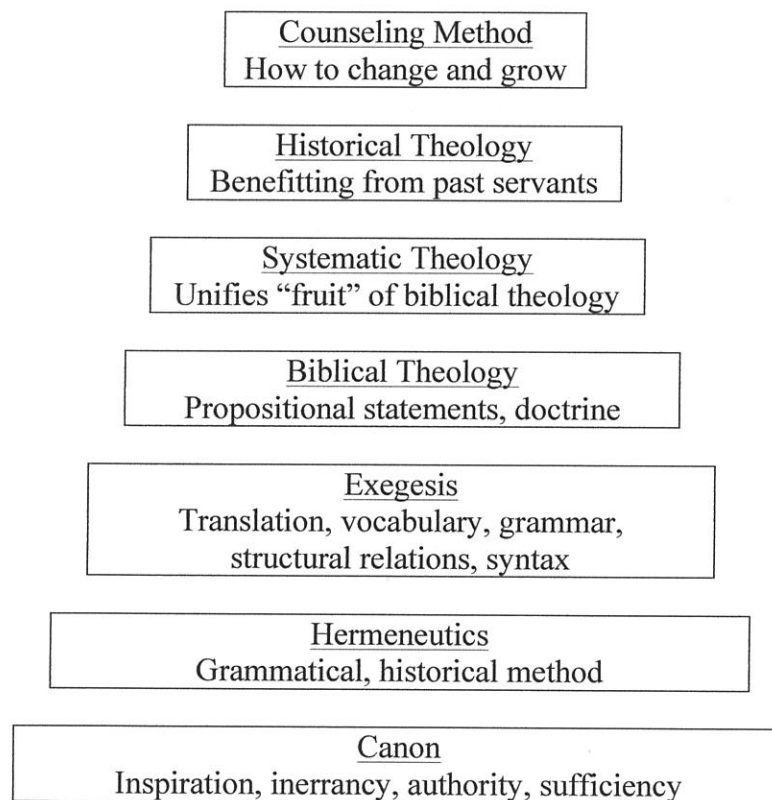 Counseling Method
How to change and grow
Historical Theology
Benefitting from past servants
Systematic Theology
Unifies “fruit” of biblical theology
Biblical Theology
Propositional statements, doctrine
Exegesis
Translation, vocabulary, grammar,
structural relations, syntax
Hermeneutics
Grammatical, historical method
Canon
Inspiration, inerrancy, authority, sufficiency